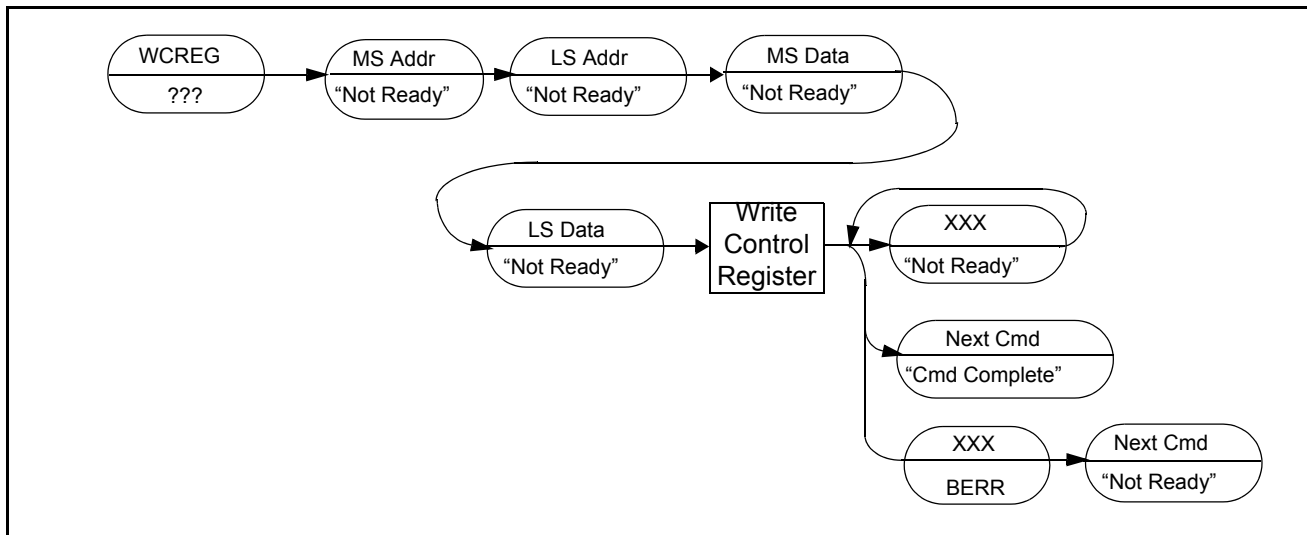 WCREG
???
MS Addr
“Not Ready”
LS Addr
“Not Ready”
MS Data
“Not Ready”
LS Data
“Not Ready”
Write
Control
Register
XXX
“Not Ready”
Next Cmd
“Cmd Complete”
XXX
BERR
Next Cmd
“Not Ready”